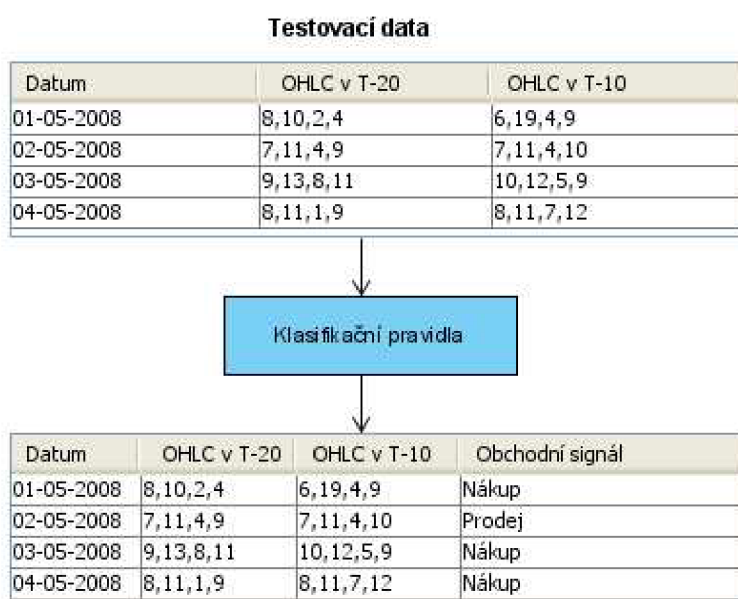 Testovací data
Datum OHLC v T-20 OHLC v T-10
01-05-2008 8,10,2,4 6,19,4,9
02-05-2008 7,11,4,9 7,11,4,10
03-05-2008 9,13,8,11 10,12,5,9
04-05-2008 8,11,1,9 8,11,7,12
Klasifikační pravidla
Datum OHLC v T-20 OHLC v T-10 Obchodní signál
01-05-2008 8,10,2,4 6,19,4,9 Nákup
02-05-2008 7,11,4,9 7,11,4,10 Prodej
03-05-2008 9,13,8,11 10,12,5,9 Nákup
04-05-2008 8,11,1,9 8,11,7,12 Nákup